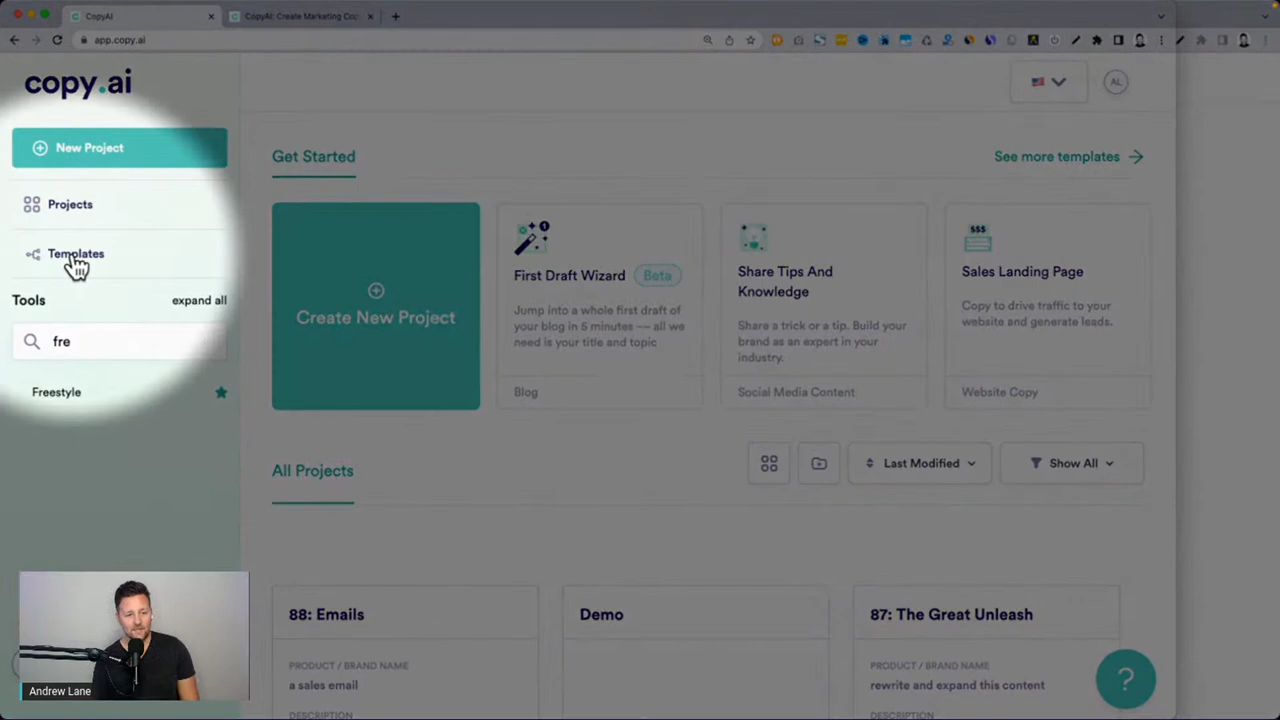 CopyAI
CopyAI: Create Marketing Cop
app.copy.ai
copy.ai
AL
New Project
Projects
Templates
Tools
expand all
fre
Freestyle
Get Started
See more templates
Create New Project
First Draft Wizard
Beta
Jump into a whole first draft of
your blog in 5 minutes –– all we
need is your title and topic
Blog
Share Tips And
Knowledge
Share a trick or a tip. Build your
brand as an expert in your
industry.
Social Media Content
$$$
Sales Landing Page
Copy to drive traffic to your
website and generate leads.
Website Copy
All Projects
Last Modified
Show All
88: Emails
PRODUCT / BRAND NAME
a sales email
DESCRIPTION
Demo
87: The Great Unleash
PRODUCT / BRAND NAME
rewrite and expand this content
DESCRIPTION
?
Andrew Lane